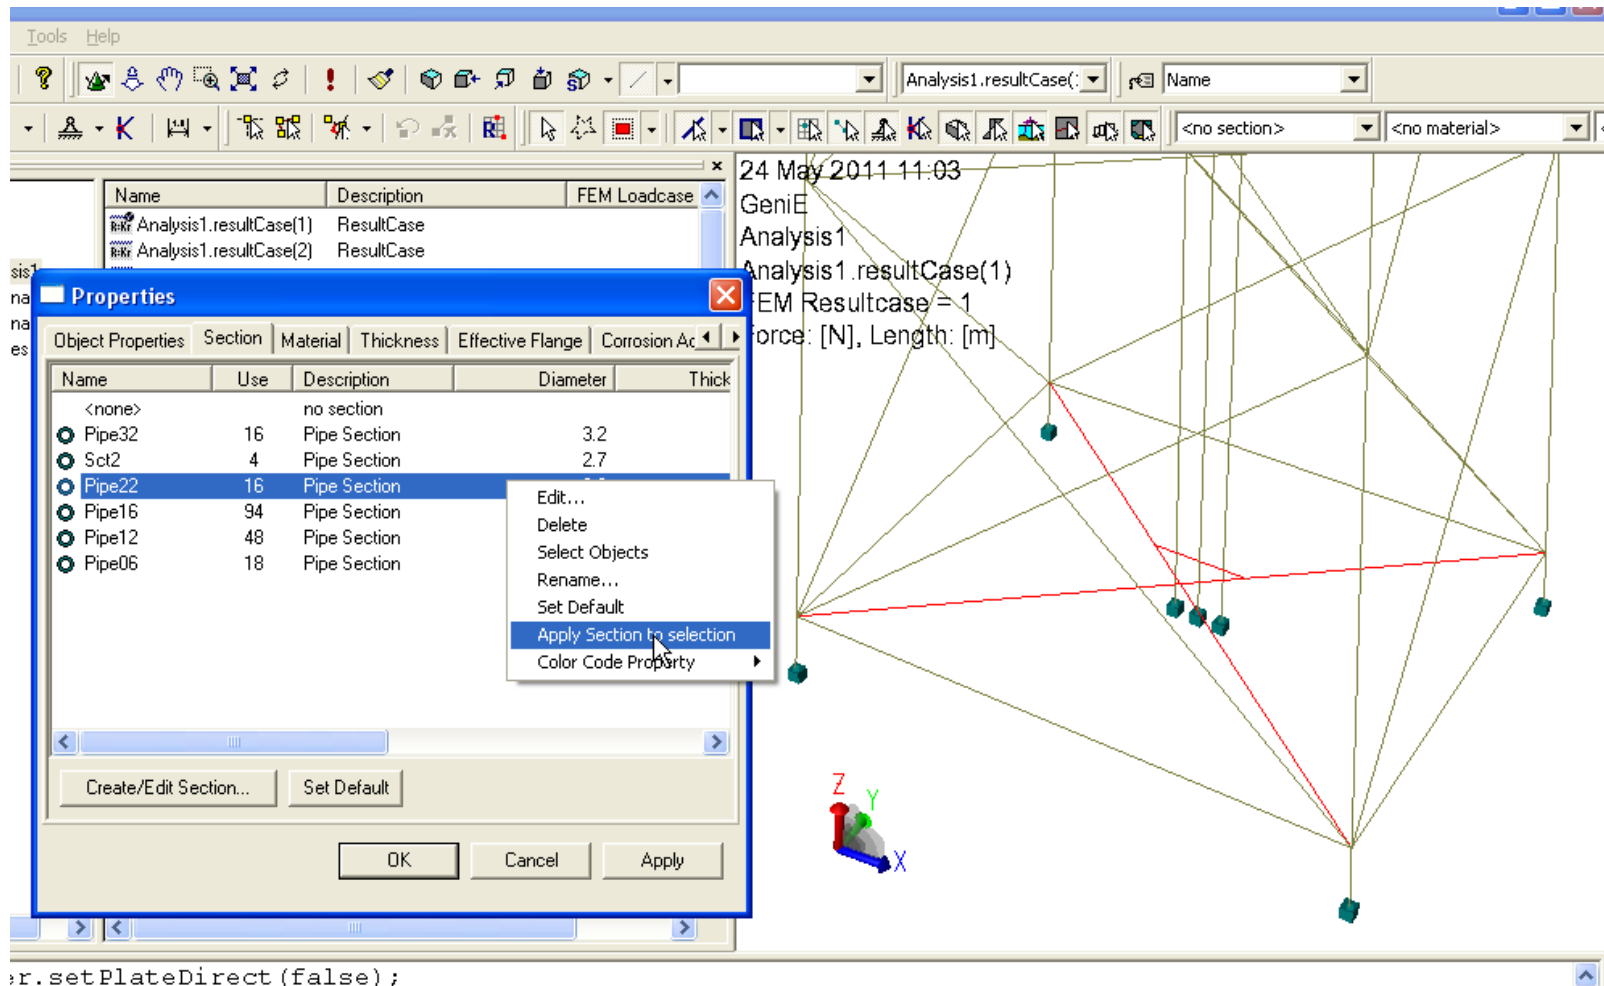 Tools Help
Analysis1.resultCase(: Name
<no section> <no material>
Name Description FEM Loadcase
Analysis1.resultCase(1) ResultCase
Analysis1.resultCase(2) ResultCase
24 May 2011 11:03
GeniE
Analysis1
Analysis1.resultCase(1)
FEM Resultcase = 1
Force: [N], Length: [m]
sis1
na
na
es
Properties
Object Properties Section Material Thickness Effective Flange Corrosion Ac
Name Use Description Diameter Thick
<none> no section
Pipe32 16 Pipe Section 3.2
Sct2 4 Pipe Section 2.7
Pipe22 16 Pipe Section
Pipe16 94 Pipe Section
Pipe12 48 Pipe Section
Pipe06 18 Pipe Section
Edit...
Delete
Select Objects
Rename...
Set Default
Apply Section to selection
Color Code Property
Create/Edit Section... Set Default
OK Cancel Apply
Z
Y
X
er.setPlateDirect(false);